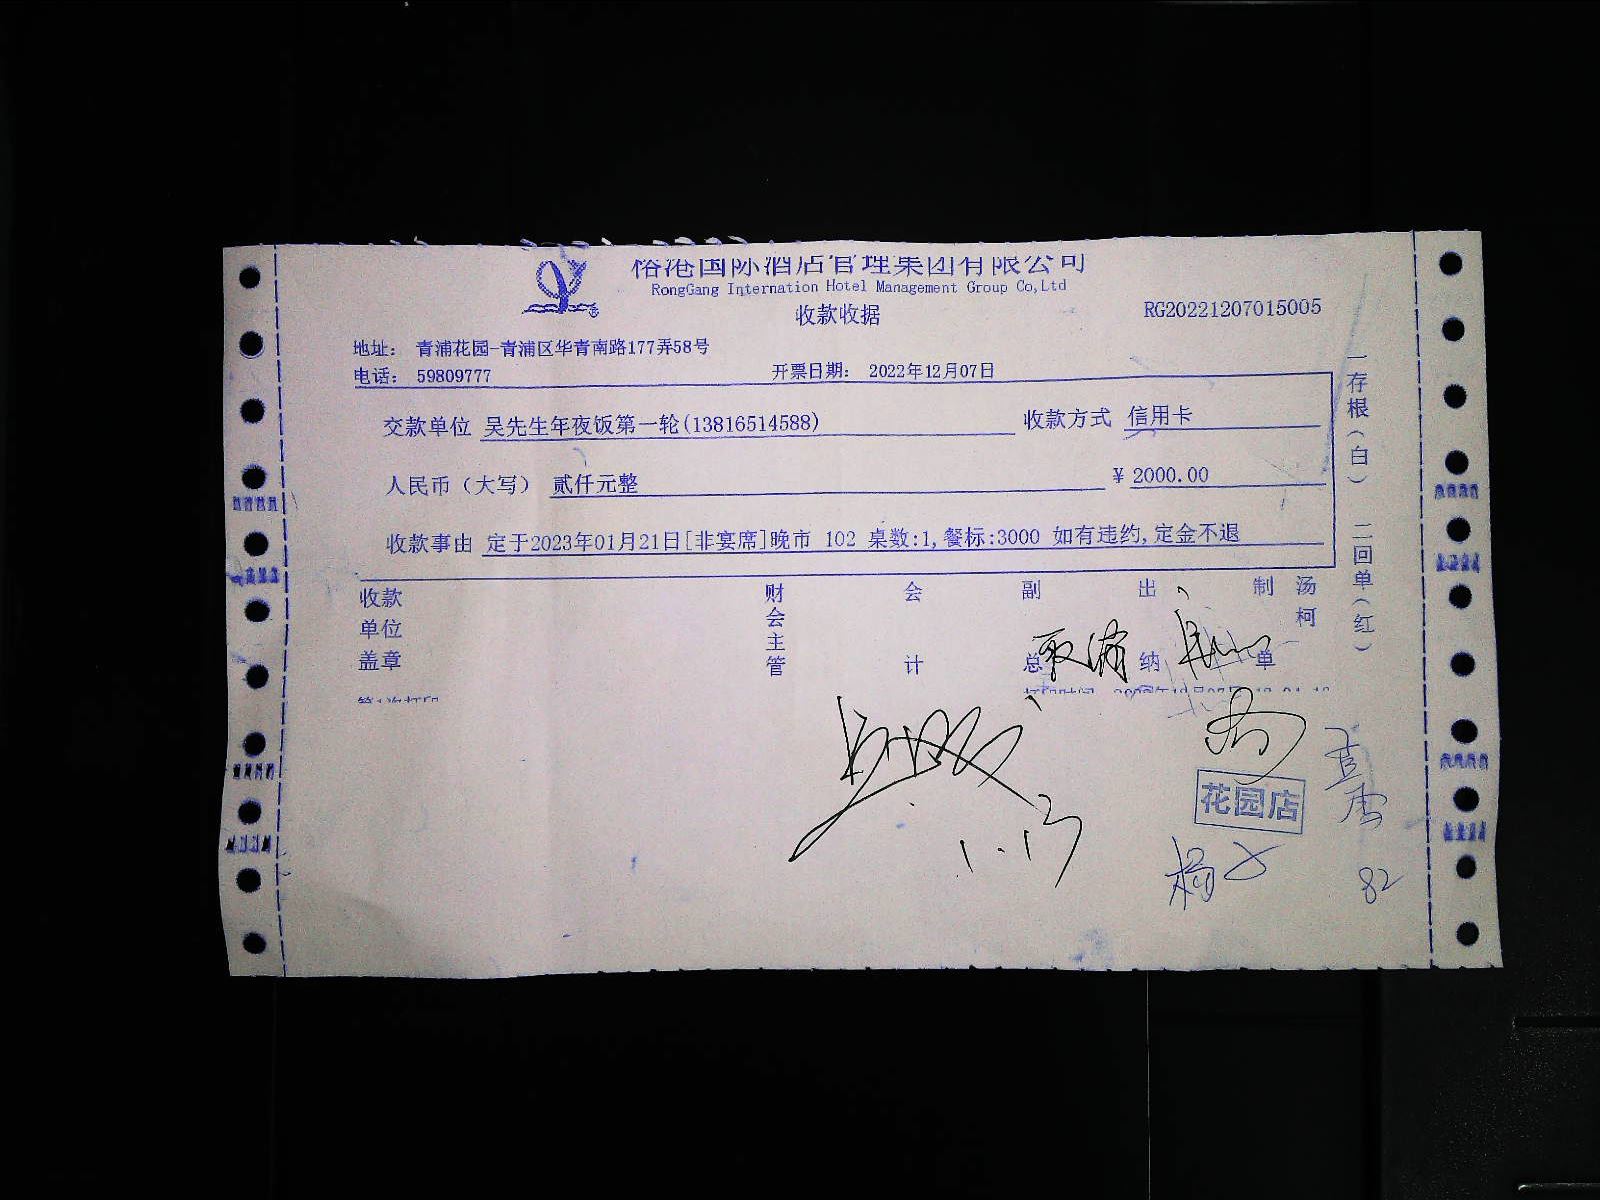 国际酒店管理集团有限公司
RongGang Internation Hotel Management Group Co,Ltd
收款收据
RG20221207015005
地址： 青浦花园-青浦区华青南路177弄58号
电话： 59809777
开票日期： 2022年12月07日
交款单位 吴先生年夜饭第一轮(13816514588)
收款方式 信用卡
人民币（大写） 贰仟元整
¥ 2000.00
收款事由 定于2023年01月21日[非宴席]晚市 102 桌数:1,餐标:3000 如有违约,定金不退
一存根（白） 二回单（红）
收款单位盖章
财会主管
会计
副总
出纳
制单
汤柯
1.13
花园店
82